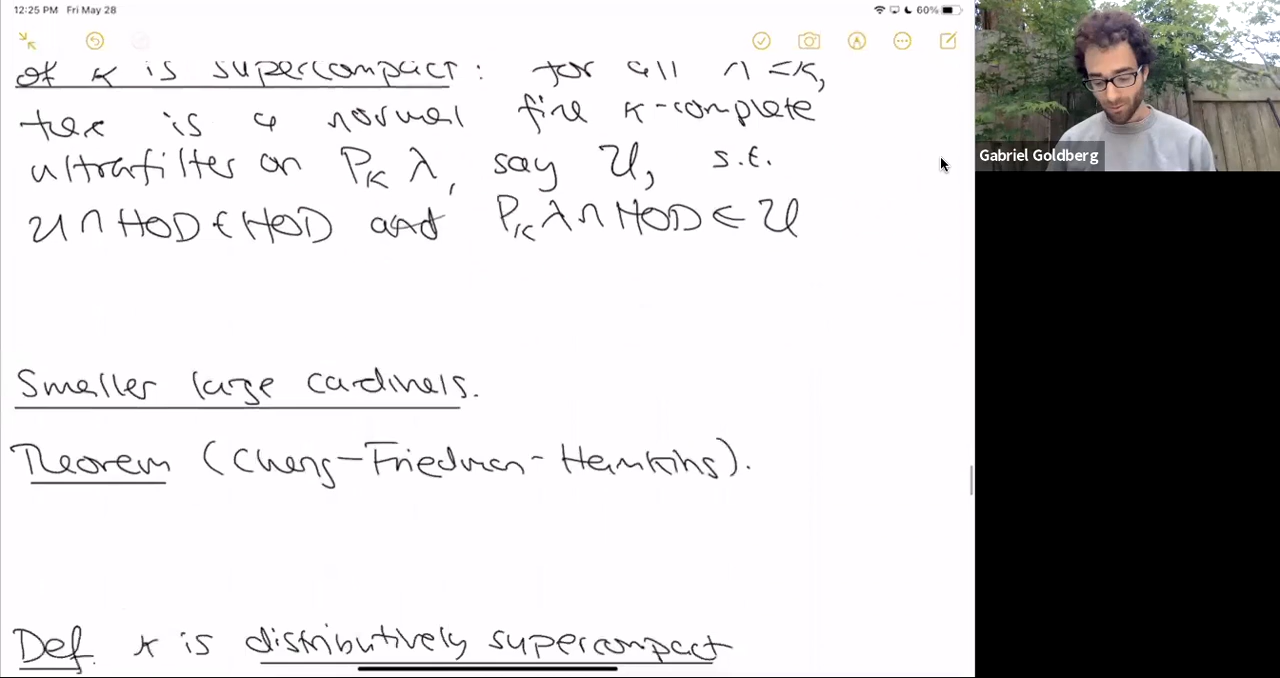 12:25 PM Fri May 28
60%
of κ is supercompact: for all λ ≥ κ,
there is a normal fine κ-complete
ultrafilter on P_κ λ, say U, s.t.
U ∩ HOD ∈ HOD and P_κ λ ∩ HOD ∈ U
Smaller large cardinals.
Theorem (Cheng-Friedman-Hamkins).
Def. κ is distributively supercompact
Gabriel Goldberg